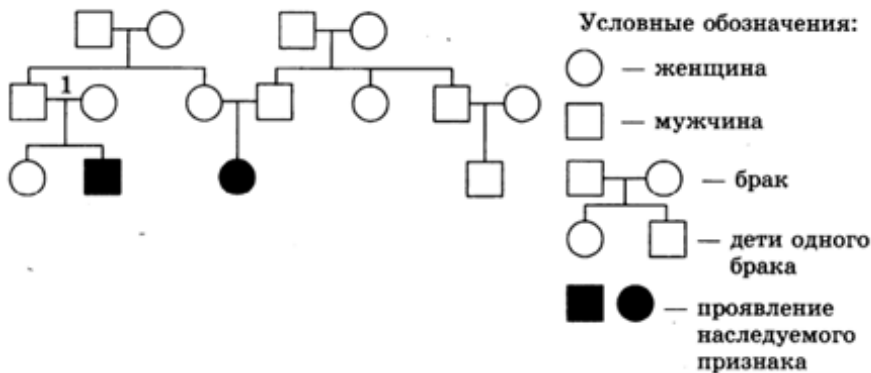 Условные обозначения:
1
— женщина
— мужчина
— брак
— дети одного
брака
— проявление
наследуемого
признака